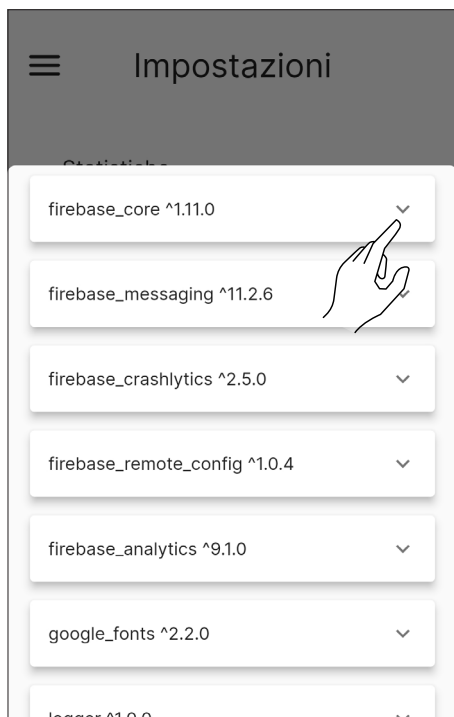 Impostazioni
Statistiche
firebase_core ^1.11.0
firebase_messaging ^11.2.6
firebase_crashlytics ^2.5.0
firebase_remote_config ^1.0.4
firebase_analytics ^9.1.0
google_fonts ^2.2.0